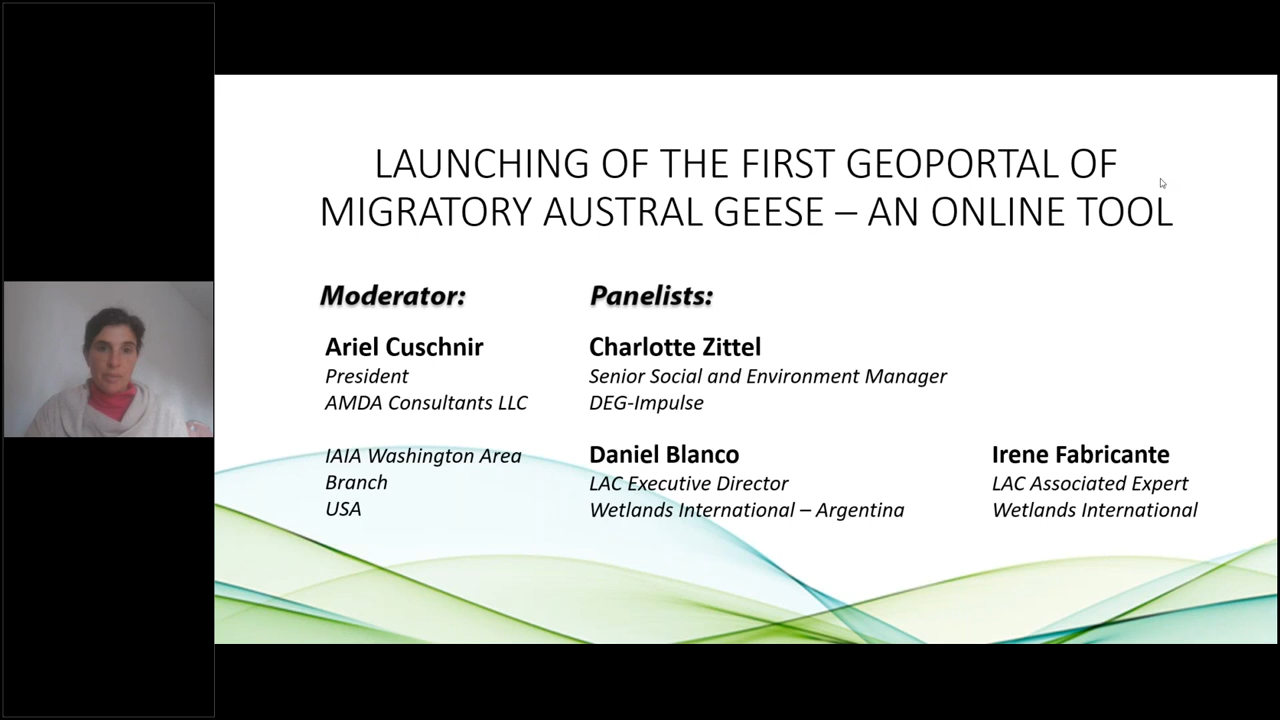 LAUNCHING OF THE FIRST GEOPORTAL OF
MIGRATORY AUSTRAL GEESE – AN ONLINE TOOL
Moderator:
Ariel Cuschnir
President
AMDA Consultants LLC
IAIA Washington Area
Branch
USA
Panelists:
Charlotte Zittel
Senior Social and Environment Manager
DEG-Impulse
Daniel Blanco
LAC Executive Director
Wetlands International – Argentina
Irene Fabricante
LAC Associated Expert
Wetlands International